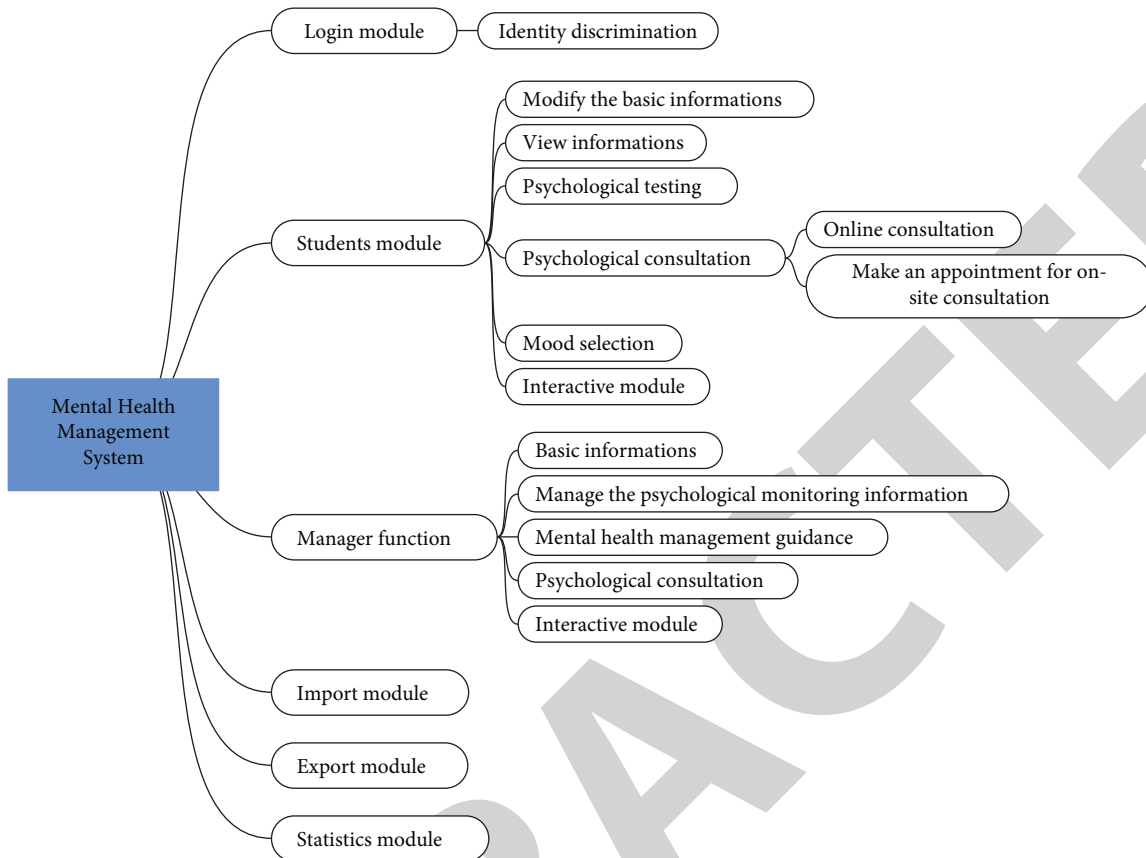 Login module
Identity discrimination
Modify the basic informations
View informations
Psychological testing
Students module
Psychological consultation
Online consultation
Make an appointment for on-
site consultation
Mood selection
Interactive module
Mental Health
Management
System
Basic informations
Manage the psychological monitoring information
Manager function
Mental health management guidance
Psychological consultation
Interactive module
Import module
Export module
Statistics module